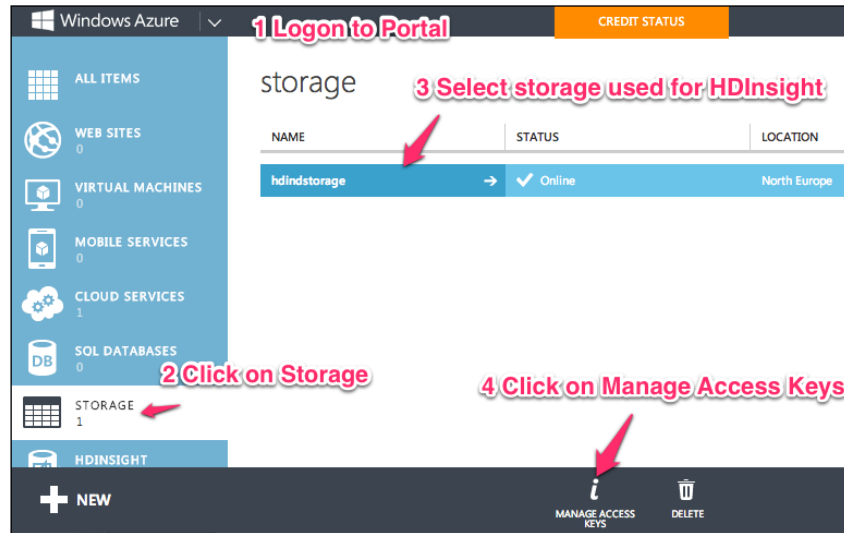 Windows Azure
1 Logon to Portal
CREDIT STATUS
ALL ITEMS
WEB SITES
0
VIRTUAL MACHINES
0
MOBILE SERVICES
0
CLOUD SERVICES
1
SQL DATABASES
0
DB
2 Click on Storage
STORAGE
1
HDINSIGHT
storage
3 Select storage used for HDInsight
NAME STATUS LOCATION
hdindstorage Online North Europe
4 Click on Manage Access Keys
NEW
i
MANAGE ACCESS
KEYS
DELETE